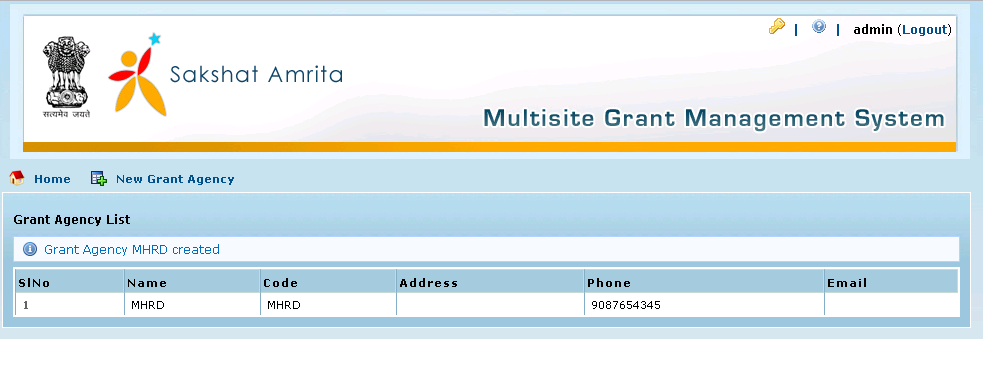 | | admin (Logout)
सत्यमेव जयते
Sakshat Amrita
Multisite Grant Management System
Home New Grant Agency
Grant Agency List
Grant Agency MHRD created
SlNo Name Code Address Phone Email
1 MHRD MHRD 9087654345